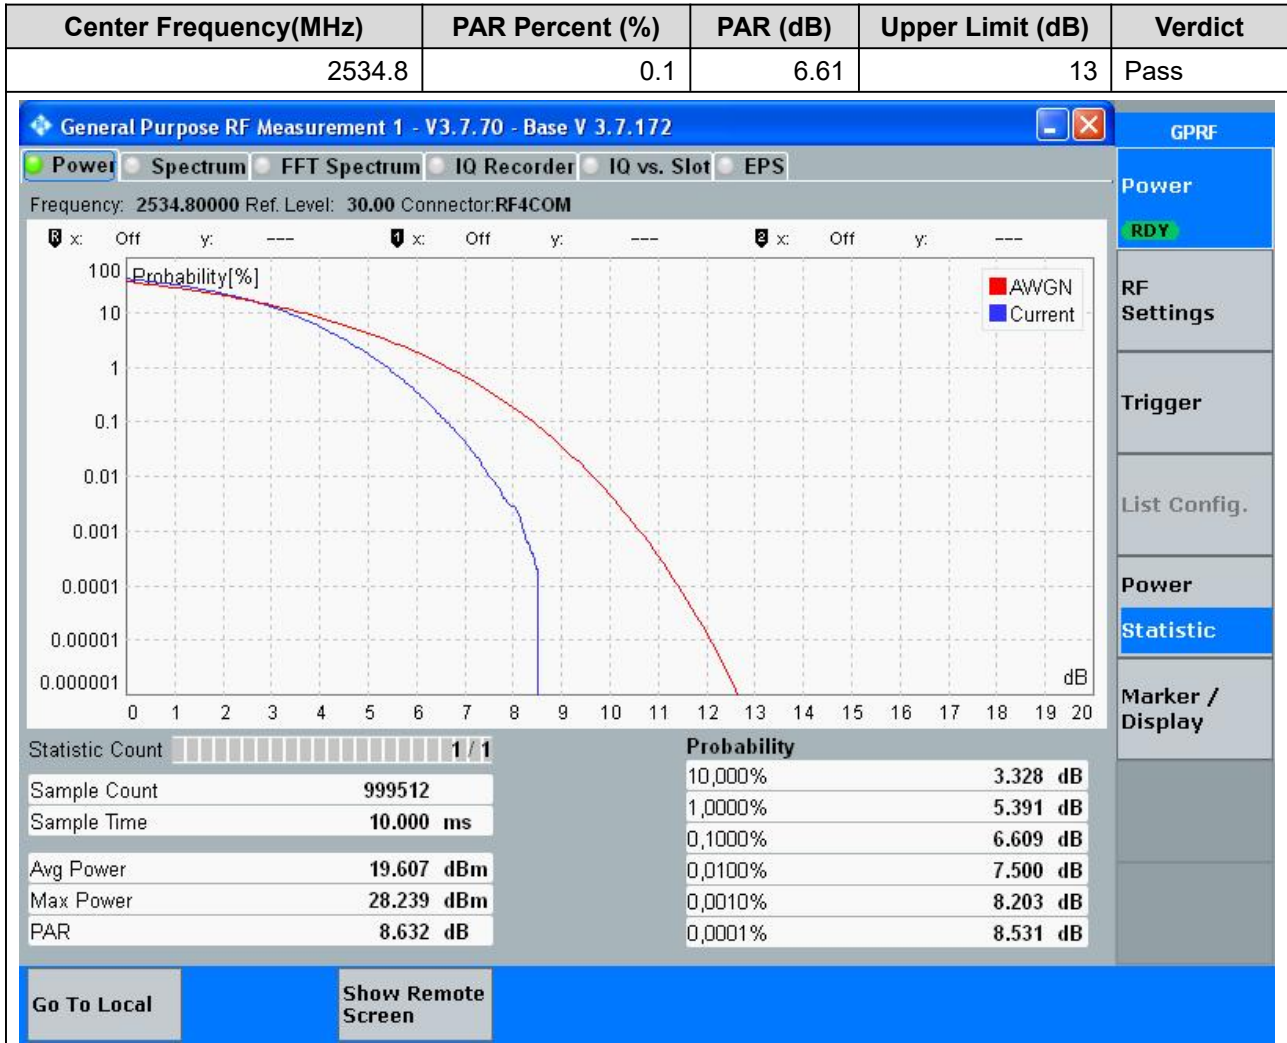 Center Frequency(MHz) PAR Percent (%) PAR (dB) Upper Limit (dB) Verdict
2534.8 0.1 6.61 13 Pass
General Purpose RF Measurement 1 - V3.7.70 - Base V 3.7.172
GPRF
Power Spectrum FFT Spectrum IQ Recorder IQ vs. Slot EPS
Frequency: 2534.80000 Ref. Level: 30.00 Connector:RF4COM
R x: Off y: --- 1 x: Off y: --- 2 x: Off y: ---
Probability[%]
AWGN
Current
100
10
1
0.1
0.01
0.001
0.0001
0.00001
0.000001
dB
0 1 2 3 4 5 6 7 8 9 10 11 12 13 14 15 16 17 18 19 20
Statistic Count 1 / 1
Sample Count 999512
Sample Time 10.000 ms
Avg Power 19.607 dBm
Max Power 28.239 dBm
PAR 8.632 dB
Probability
10,000% 3.328 dB
1,0000% 5.391 dB
0,1000% 6.609 dB
0,0100% 7.500 dB
0,0010% 8.203 dB
0,0001% 8.531 dB
Power
RDY
RF
Settings
Trigger
List Config.
Power
Statistic
Marker /
Display
Go To Local
Show Remote
Screen